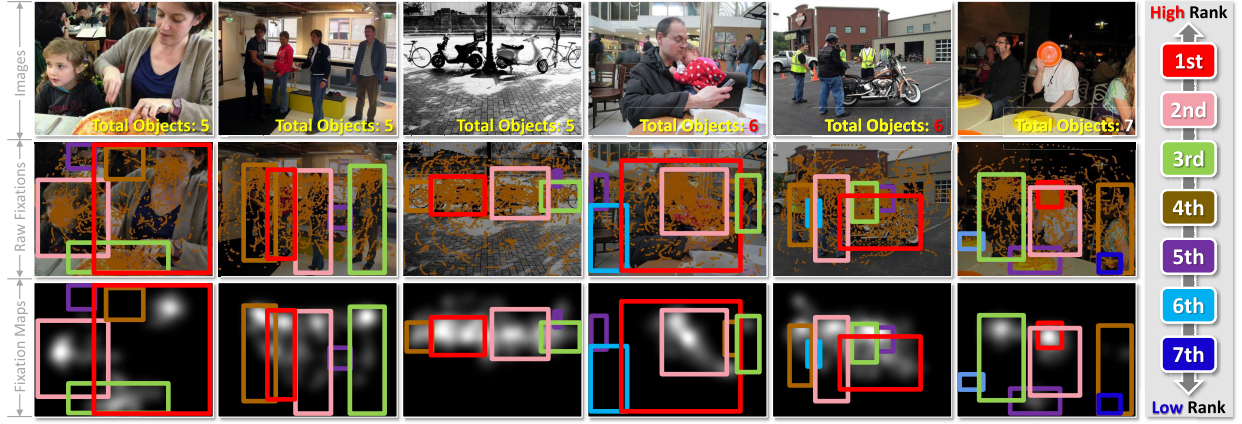 Images
Total Objects: 5
Total Objects: 5
Total Objects: 5
Total Objects: 6
Total Objects: 6
Total Objects: 7
Raw Fixations
Fixation Maps
High Rank
1st
2nd
3rd
4th
5th
6th
7th
Low Rank